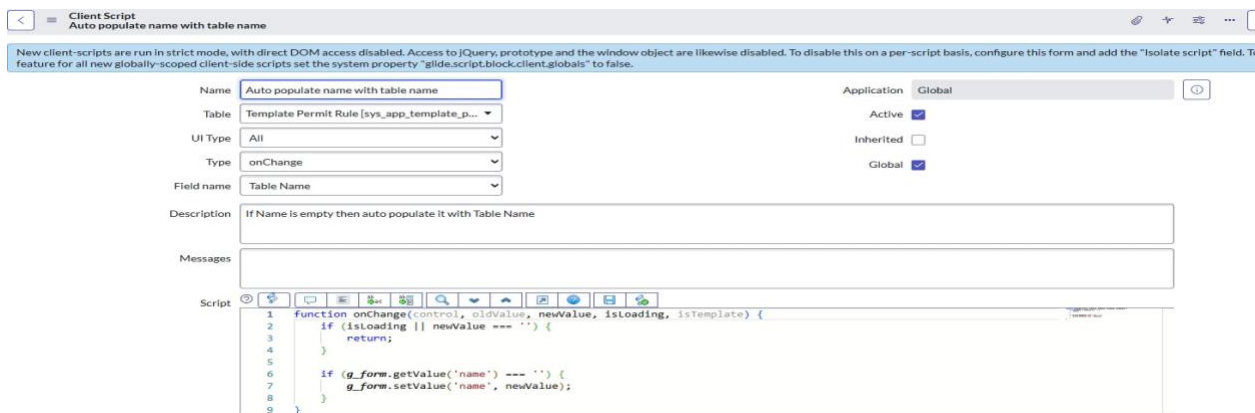 Client Script
Auto populate name with table name
New client-scripts are run in strict mode, with direct DOM access disabled. Access to jQuery, prototype and the window object are likewise disabled. To disable this on a per-script basis, configure this form and add the "Isolate script" field. T
feature for all new globally-scoped client-side scripts set the system property "glide.script.block.client.globals" to false.
Name Auto populate name with table name
Application Global
Table Template Permit Rule [sys_app_template_p...
Active
UI Type All
Inherited
Type onChange
Global
Field name Table Name
Description If Name is empty then auto populate it with Table Name
Messages
Script
1 function onChange(control, oldValue, newValue, isLoading, isTemplate) {
2 if (isLoading || newValue === '') {
3 return;
4 }
5
6 if (g_form.getValue('name') === '') {
7 g_form.setValue('name', newValue);
8 }
9 }